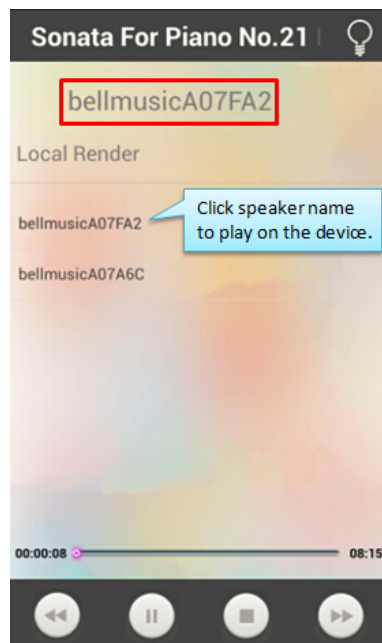 Sonata For Piano No.21
bellmusicA07FA2
Local Render
bellmusicA07FA2
Click speaker name
to play on the device.
bellmusicA07A6C
00:00:08
08:15